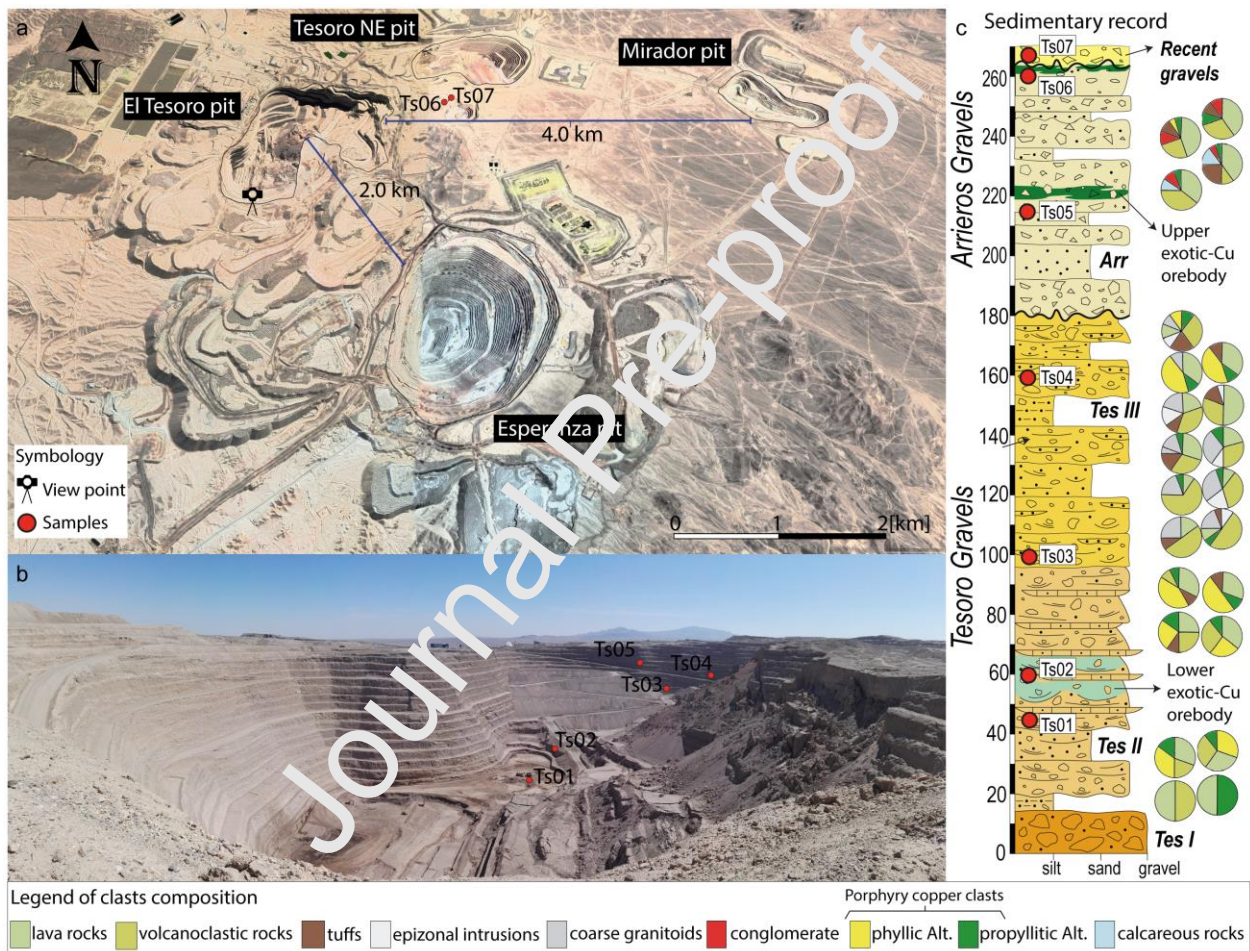 a
Tesoro NE pit
Mirador pit
N
El Tesoro pit
Ts06
Ts07
4.0 km
2.0 km
Esperanza pit
Symbology
View point
Samples
0
1
2[km]
b
Ts05
Ts04
Ts03
Ts02
Ts01
Journal Pre-proof
c
Sedimentary record
Ts07
Recent
gravels
260
Ts06
Arrieros Gravels
240
220
Ts05
Upper
exotic-Cu
orebody
200
Arr
180
160
Ts04
Tes III
140
120
100
Ts03
Tesoro Gravels
80
60
Ts02
Lower
exotic-Cu
orebody
Ts01
40
Tes II
20
0
Tes I
silt
sand
gravel
Legend of clasts composition
Porphyry copper clasts
lava rocks
volcanoclastic rocks
tuffs
epizonal intrusions
coarse granitoids
conglomerate
phyllic Alt.
propyllitic Alt.
calcareous rocks